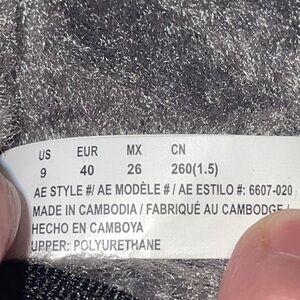 US EUR MX CN
9 40 26 260(1.5)
AE STYLE #/ AE MODÈLE # / AE ESTILO #: 6607-020
MADE IN CAMBODIA / FABRIQUÉ AU CAMBODGE /
HECHO EN CAMBOYA
UPPER: POLYURETHANE